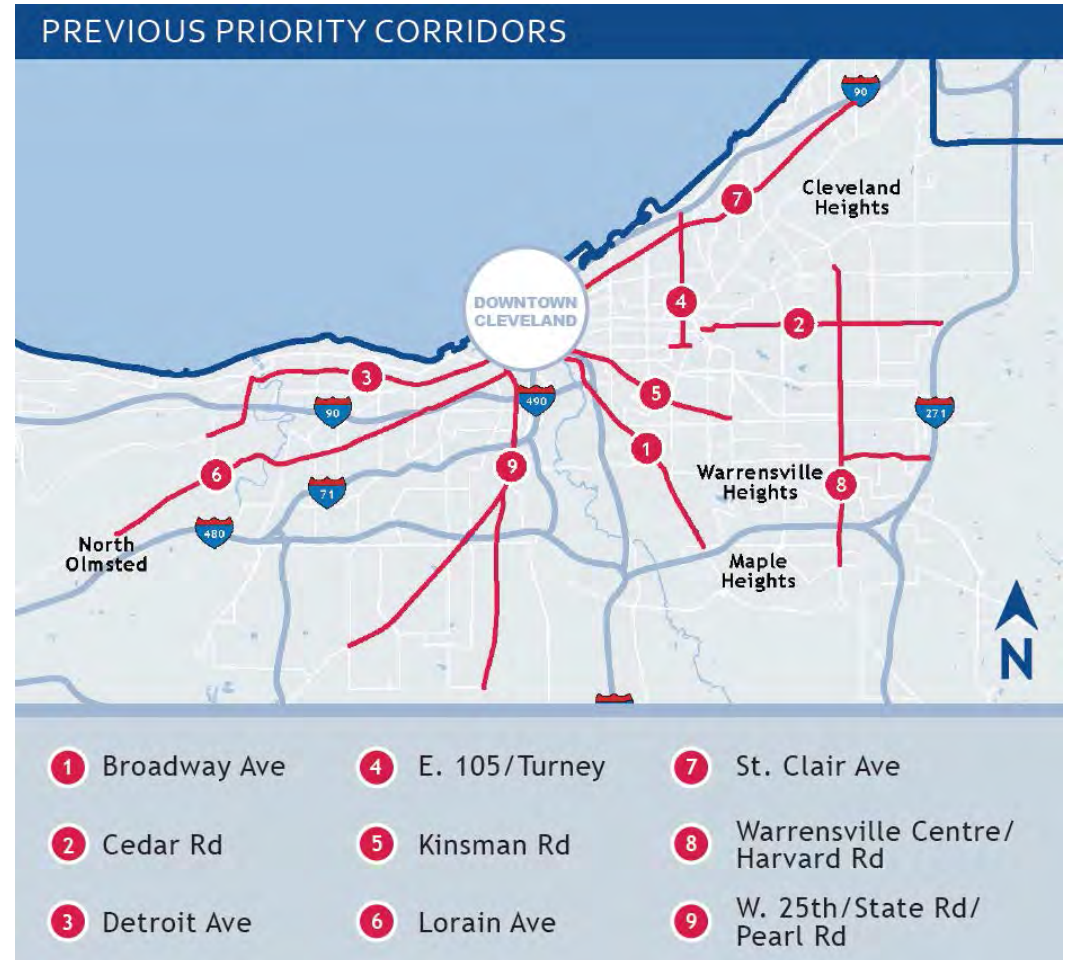 PREVIOUS PRIORITY CORRIDORS
90
Cleveland
Heights
7
DOWNTOWN
CLEVELAND
4
2
3
90
490
5
271
1
6
9
Warrensville
Heights
8
71
480
North
Olmsted
Maple
Heights
N
1 Broadway Ave
4 E. 105/Turney
7 St. Clair Ave
2 Cedar Rd
5 Kinsman Rd
8 Warrensville Centre/
Harvard Rd
3 Detroit Ave
6 Lorain Ave
9 W. 25th/State Rd/
Pearl Rd